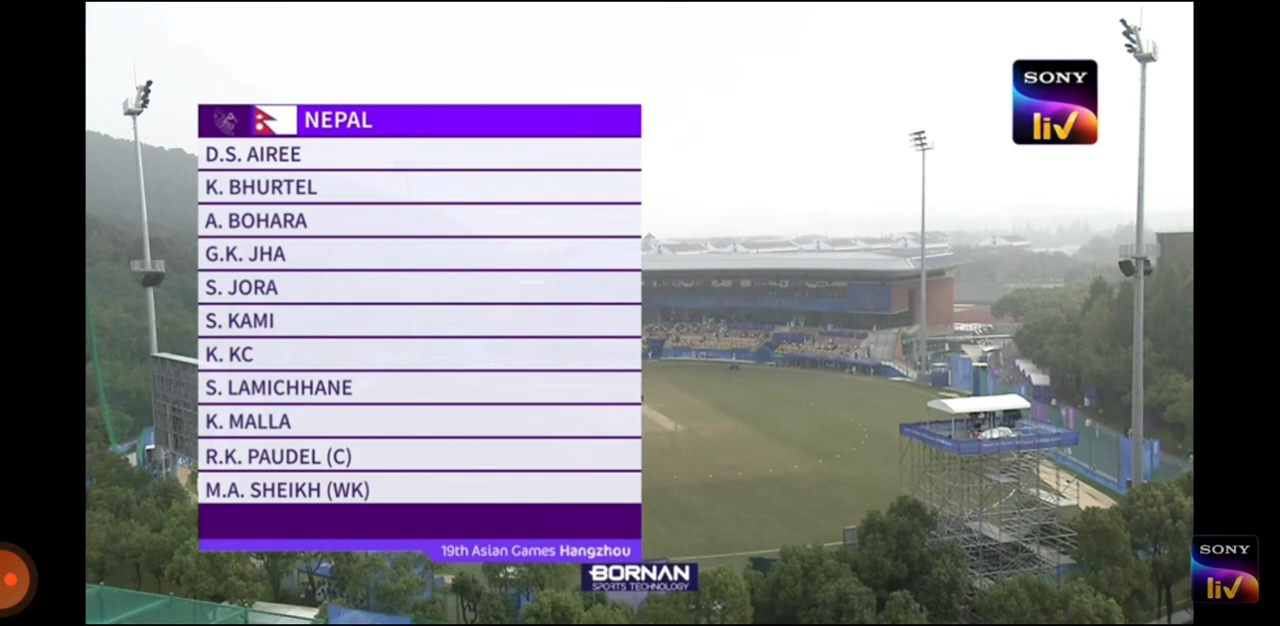 SONY
liv
NEPAL
D.S. AIREE
K. BHURTEL
A. BOHARA
G.K. JHA
S. JORA
S. KAMI
K. KC
S. LAMICHHANE
K. MALLA
R.K. PAUDEL (C)
M.A. SHEIKH (WK)
19th Asian Games Hangzhou
BORNAN
SPORTS TECHNOLOGY
SONY
liv